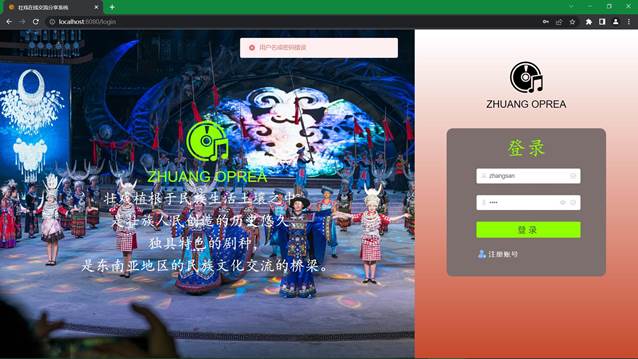 壮戏在线交流分享系统
localhost:8080/login
用户名或密码错误
ZHUANG OPREA
壮戏植根于民族生活土壤之中，
是壮族人民创造的历史悠久、
独具特色的剧种，
是东南亚地区的民族文化交流的桥梁。
ZHUANG OPREA
登录
zhangsan
登录
注册账号